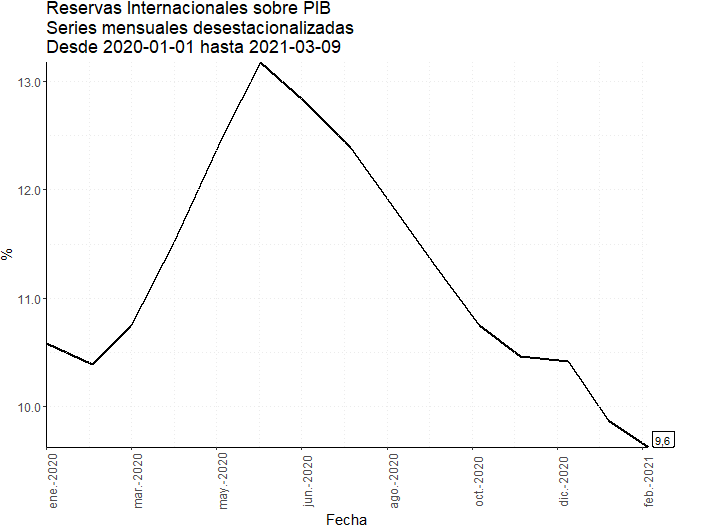 Reservas Internacionales sobre PIB
Series mensuales desestacionalizadas
Desde 2020-01-01 hasta 2021-03-09
13.0
12.0
%
11.0
10.0
9,6
ene.-2020
mar.-2020
may.-2020
jun.-2020
ago.-2020
oct.-2020
dic.-2020
feb.-2021
Fecha